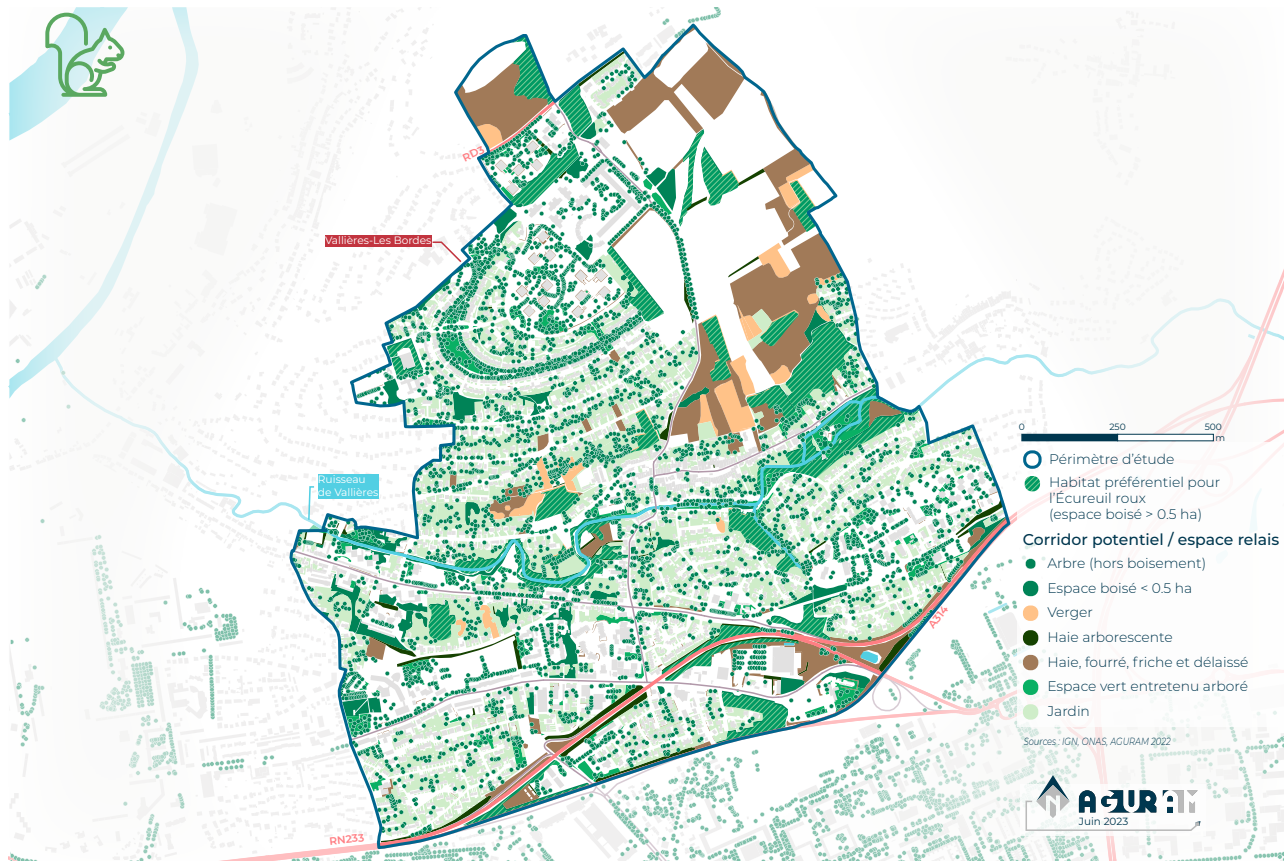 RD3
Vallières-Les Bordes
Ruisseau
de Vallières
A314
RN233
0 250 500
m
Périmètre d'étude
Habitat préférentiel pour
l'Écureuil roux
(espace boisé > 0.5 ha)
Corridor potentiel / espace relais
Arbre (hors boisement)
Espace boisé < 0.5 ha
Verger
Haie arborescente
Haie, fourré, friche et délaissé
Espace vert entretenu arboré
Jardin
Sources : IGN, ONAS, AGURAM 2022
N
AGURAM
Juin 2023